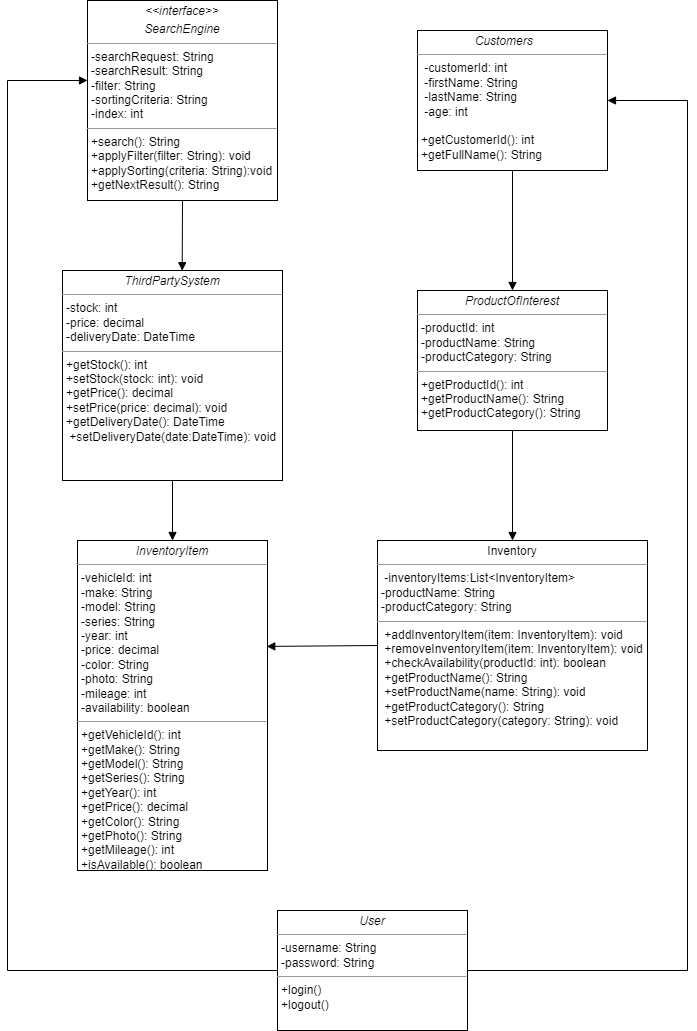 <<interface>>
SearchEngine
-searchRequest: String
-searchResult: String
-filter: String
-sortingCriteria: String
-index: int
+search(): String
+applyFilter(filter: String): void
+applySorting(criteria: String):void
+getNextResult(): String
Customers
-customerId: int
-firstName: String
-lastName: String
-age: int
+getCustomerId(): int
+getFullName(): String
ThirdPartySystem
-stock: int
-price: decimal
-deliveryDate: DateTime
+getStock(): int
+setStock(stock: int): void
+getPrice(): decimal
+setPrice(price: decimal): void
+getDeliveryDate(): DateTime
+setDeliveryDate(date:DateTime): void
ProductOfInterest
-productId: int
-productName: String
-productCategory: String
+getProductId(): int
+getProductName(): String
+getProductCategory(): String
InventoryItem
-vehicleId: int
-make: String
-model: String
-series: String
-year: int
-price: decimal
-color: String
-photo: String
-mileage: int
-availability: boolean
+getVehicleId(): int
+getMake(): String
+getModel(): String
+getSeries(): String
+getYear(): int
+getPrice(): decimal
+getColor(): String
+getPhoto(): String
+getMileage(): int
+isAvailable(): boolean
Inventory
-inventoryItems:List<InventoryItem>
-productName: String
-productCategory: String
+addInventoryItem(item: InventoryItem): void
+removeInventoryItem(item: InventoryItem): void
+checkAvailability(productId: int): boolean
+getProductName(): String
+setProductName(name: String): void
+getProductCategory(): String
+setProductCategory(category: String): void
User
-username: String
-password: String
+login()
+logout()